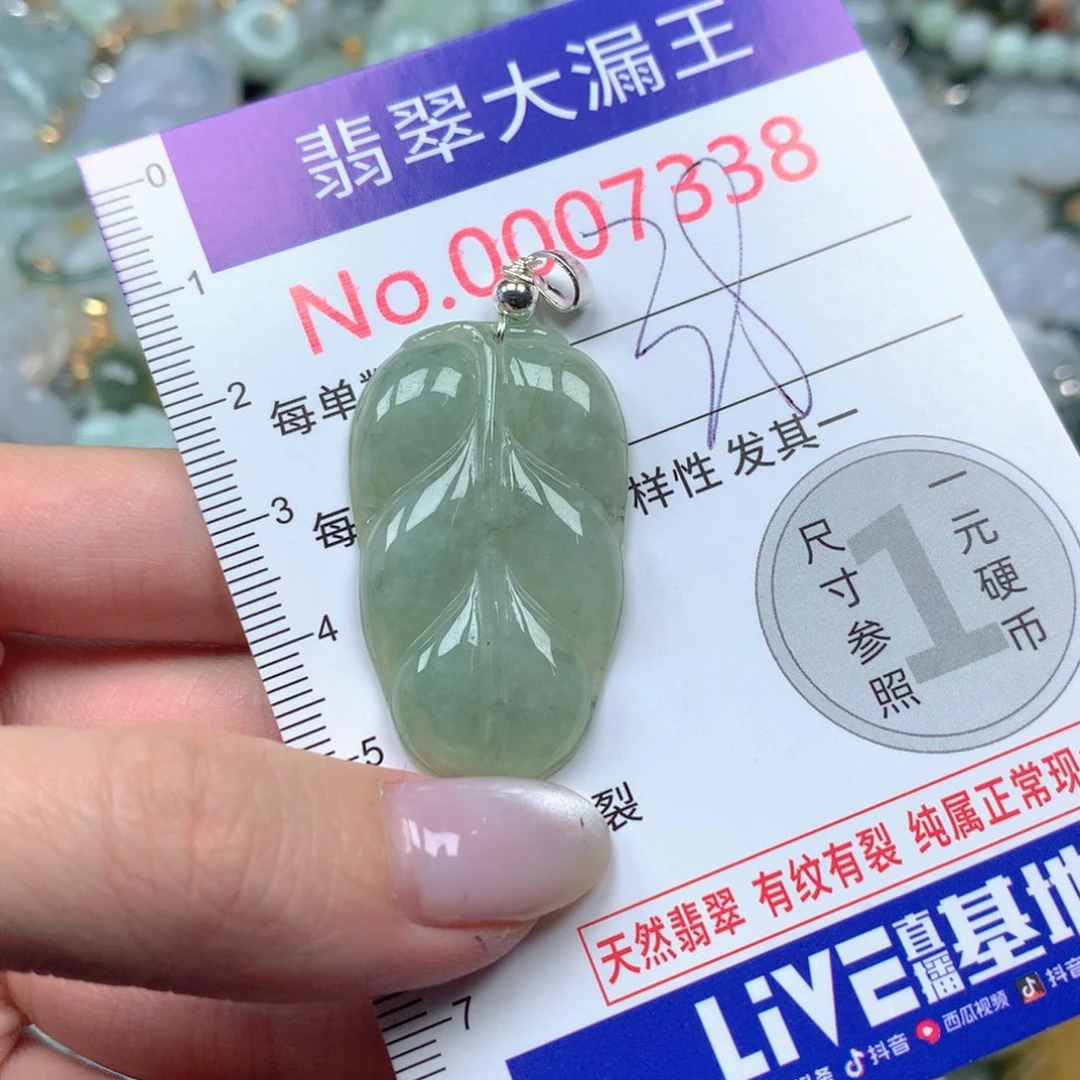 翡翠大漏王
No.0007338
38
每单
每 样性 发其一
裂
0
1
2
3
4
5
7
1
尺寸参照
一元硬币
天然翡翠 有纹有裂 纯属正常现
LiVE直播基地
抖音 西瓜视频 抖音